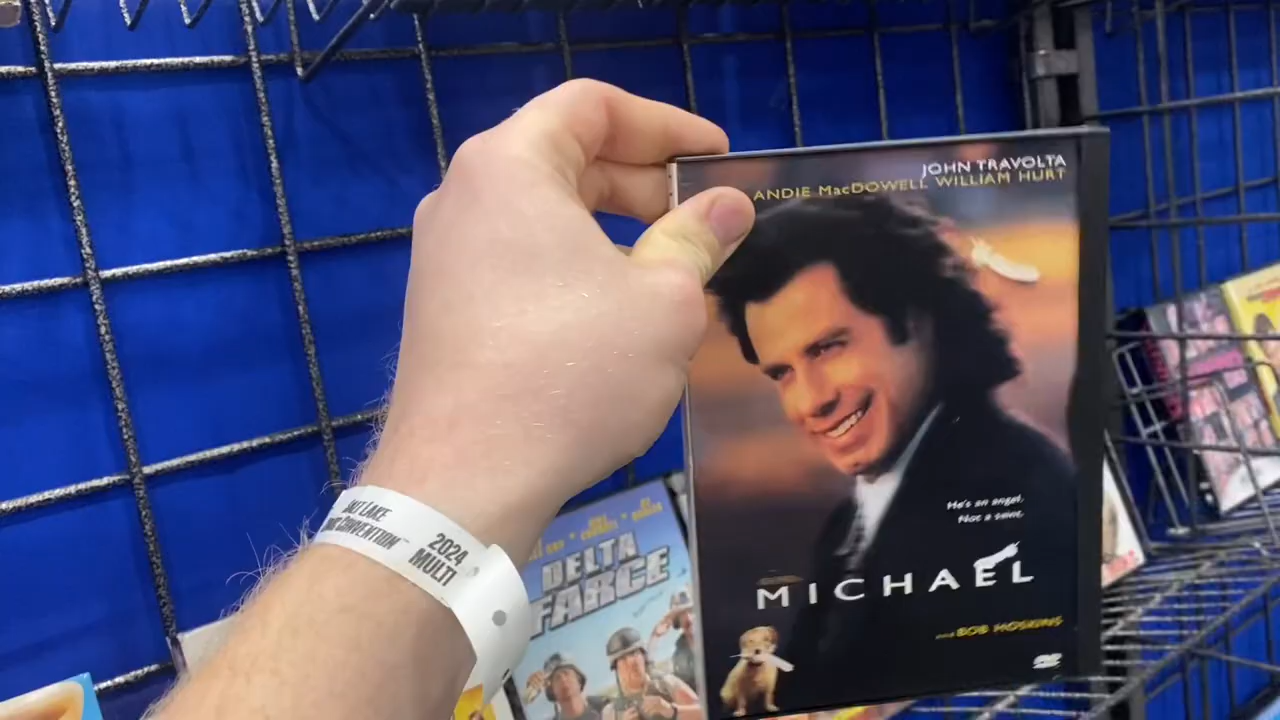 JOHN TRAVOLTA
ANDIE MacDOWELL WILLIAM HURT
He's an angel.
Not a saint.
MICHAEL
BOB HOSKINS
DVD
SALT LAKE
CONVENTION™
2024
MULTI
DELTA
FARCE